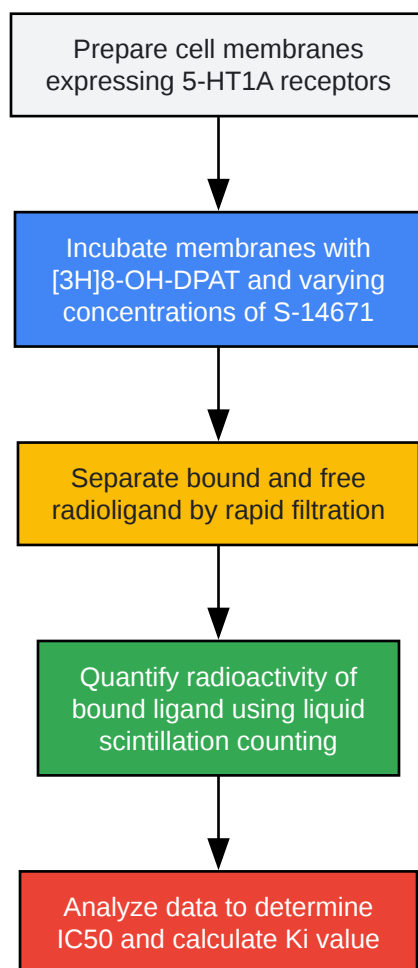 Prepare cell membranes
expressing 5-HT1A receptors
Incubate membranes with
[3H]8-OH-DPAT and varying
concentrations of S-14671
Separate bound and free
radioligand by rapid filtration
Quantify radioactivity of
bound ligand using liquid
scintillation counting
Analyze data to determine
IC50 and calculate Ki value